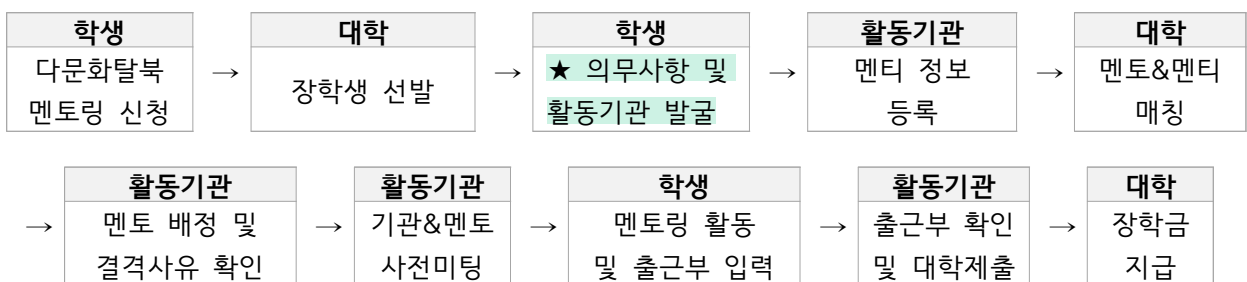 학생 대학 학생 활동기관 대학
다문화탈북 → 장학생 선발 → ★ 의무사항 및 → 멘티 정보 → 멘토&멘티
멘토링 신청 활동기관 발굴 등록 매칭
활동기관 활동기관 학생 활동기관 대학
→ 멘토 배정 및 → 기관&멘토 → 멘토링 활동 → 출근부 확인 → 장학금
결격사유 확인 사전미팅 및 출근부 입력 및 대학제출 지급